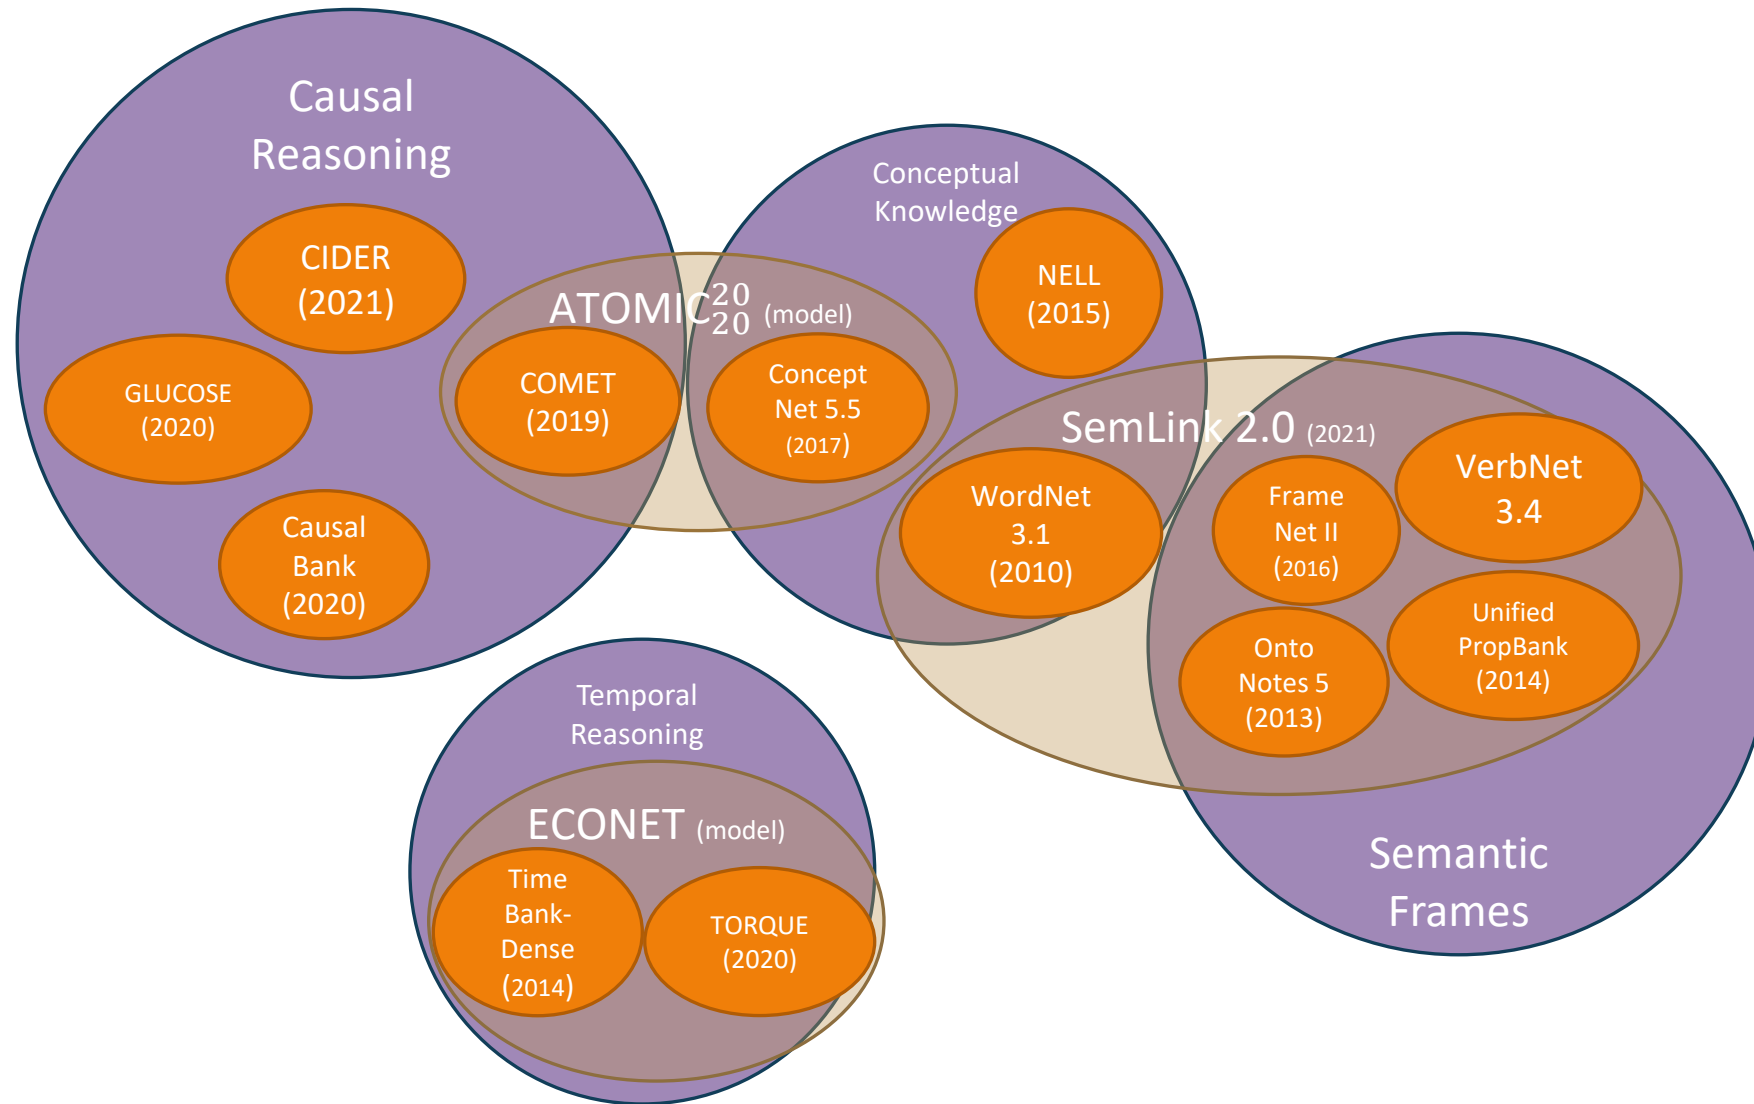 Causal
Reasoning
CIDER
(2021)
GLUCOSE
(2020)
Causal
Bank
(2020)
ATOMIC20 20 (model)
COMET
(2019)
Concept
Net 5.5
(2017)
Conceptual
Knowledge
NELL
(2015)
SemLink 2.0 (2021)
WordNet
3.1
(2010)
Frame
Net II
(2016)
VerbNet
3.4
Onto
Notes 5
(2013)
Unified
PropBank
(2014)
Semantic
Frames
Temporal
Reasoning
ECONET (model)
Time
Bank-
Dense
(2014)
TORQUE
(2020)